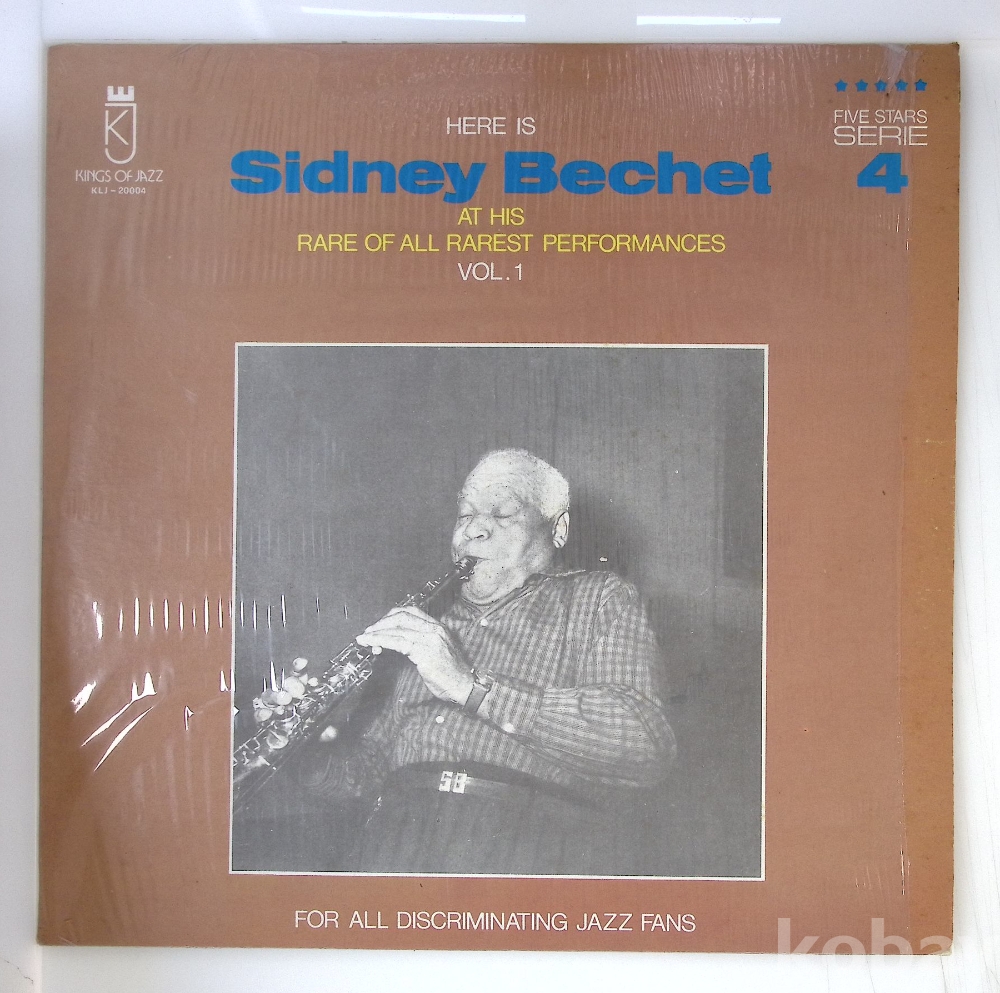 KJ
KINGS OF JAZZ
KLJ-20004
HERE IS
Sidney Bechet
AT HIS
RARE OF ALL RAREST PERFORMANCES
VOL.1
FIVE STARS
SERIE
4
SB
FOR ALL DISCRIMINATING JAZZ FANS
koba